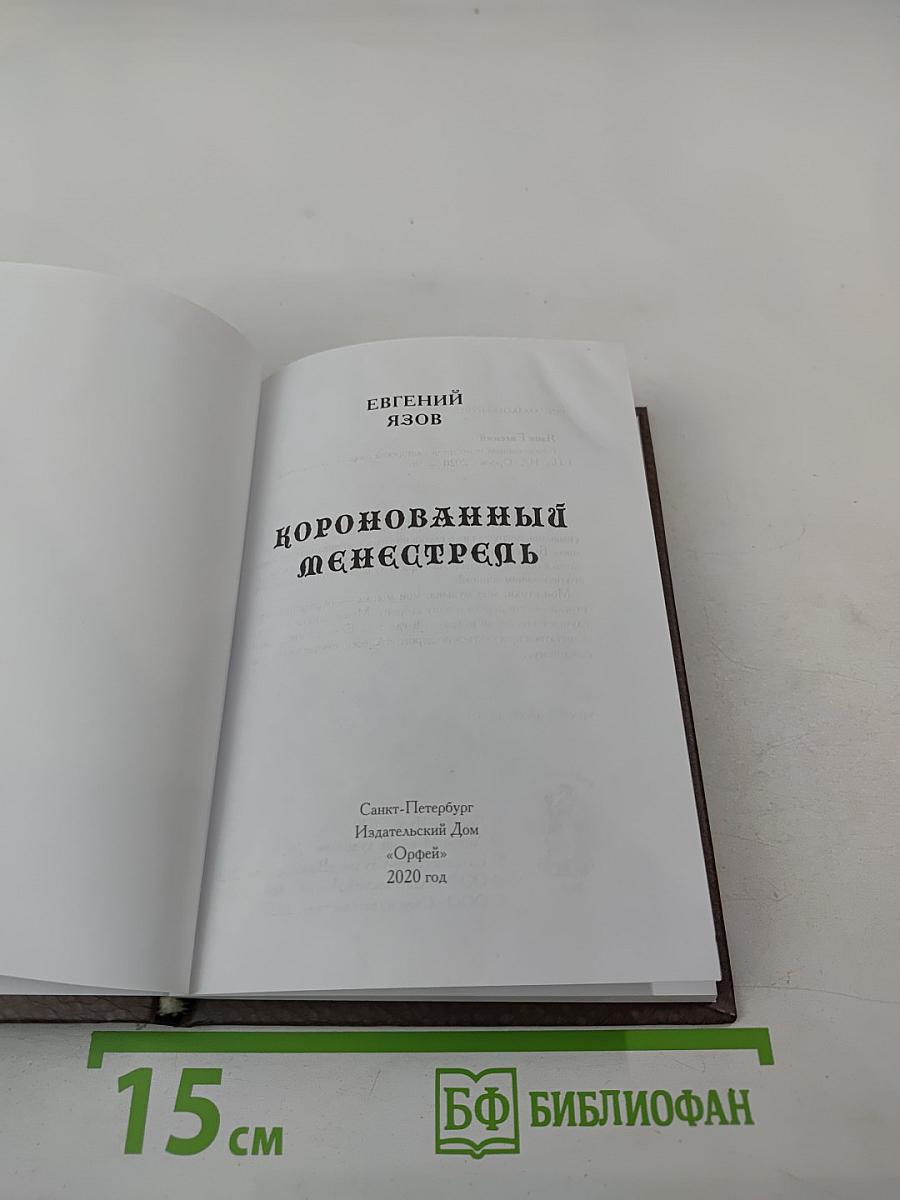 ЕВГЕНИЙ
ЯЗОВ
КОРОНОВАННЫЙ
МЕНЕСТРЕЛЬ
Санкт-Петербург
Издательский Дом
«Орфей»
2020 год
15 см
БФ БИБЛИОФАН